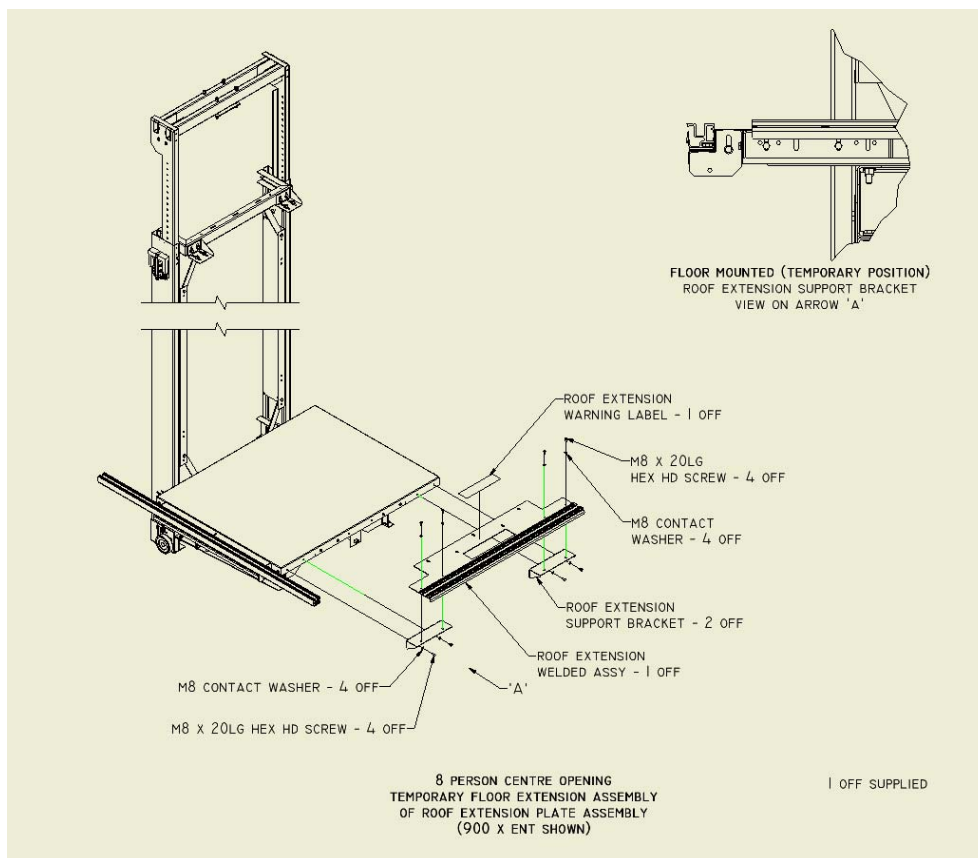 FLOOR MOUNTED (TEMPORARY POSITION)
ROOF EXTENSION SUPPORT BRACKET
VIEW ON ARROW 'A'
ROOF EXTENSION
WARNING LABEL - 1 OFF
M8 X 20LG
HEX HD SCREW - 4 OFF
M8 CONTACT
WASHER - 4 OFF
ROOF EXTENSION
SUPPORT BRACKET - 2 OFF
ROOF EXTENSION
WELDED ASSY - 1 OFF
'A'
M8 CONTACT WASHER - 4 OFF
M8 X 20LG HEX HD SCREW - 4 OFF
8 PERSON CENTRE OPENING
TEMPORARY FLOOR EXTENSION ASSEMBLY
OF ROOF EXTENSION PLATE ASSEMBLY
(900 X ENT SHOWN)
1 OFF SUPPLIED